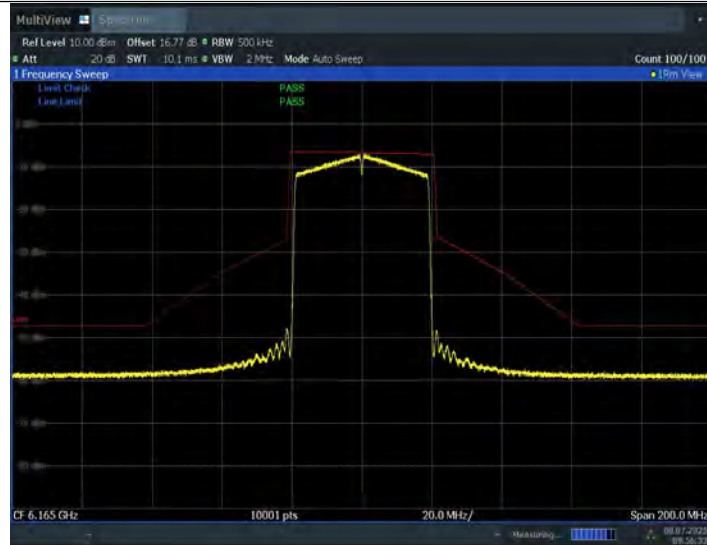 MultiView Spectrum
Ref Level 10.00 dBm Offset 16.77 dB RBW 500 kHz
Att 20 dB SWT 10.1 ms VBW 2 MHz Mode Auto Sweep Count 100/100
1 Frequency Sweep 1Rm View
Limit Check PASS
Line Limit PASS
CF 6.165 GHz 10001 pts 20.0 MHz/ Span 200.0 MHz
Measuring...